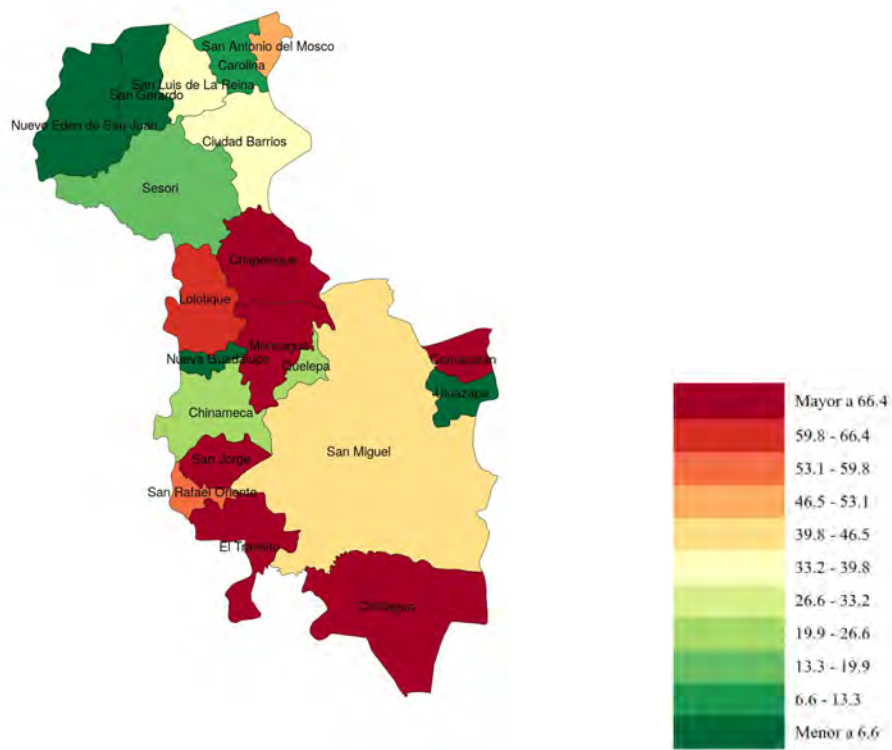 San Antonio del Mosco
Carolina
San Luis de La Reina
San Gerardo
Nuevo Eden de San Juan
Ciudad Barrios
Sesori
Chapeltique
Lolotique
Moncagua
Comacarán
Nueva Guadalupe
Quelepa
Uluazapa
Chinameca
San Miguel
San Jorge
San Rafael Oriente
El Transito
Chirilagua
Mayor a 66.4
59.8 - 66.4
53.1 - 59.8
46.5 - 53.1
39.8 - 46.5
33.2 - 39.8
26.6 - 33.2
19.9 - 26.6
13.3 - 19.9
6.6 - 13.3
Menor a 6.6